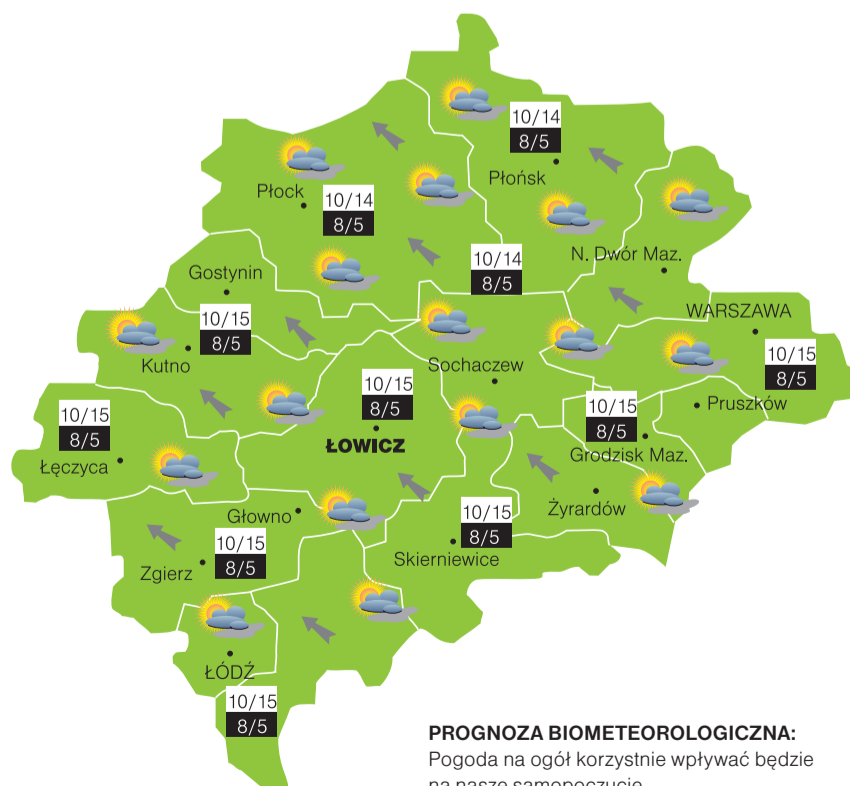 10/14
8/5
Płońsk
Płock
10/14
8/5
10/14
8/5
N. Dwór Maz.
Gostynin
WARSZAWA
10/15
8/5
Kutno
Sochaczew
10/15
8/5
10/15
8/5
ŁOWICZ
10/15
8/5
Pruszków
Grodzisk Maz.
10/15
8/5
Łęczyca
Żyrardów
Głowno
10/15
8/5
Skierniewice
10/15
8/5
Zgierz
ŁÓDŹ
10/15
8/5
PROGNOZA BIOMETEOROLOGICZNA:
Pogoda na ogół korzystnie wpływać będzie
na nasze samopoczucie